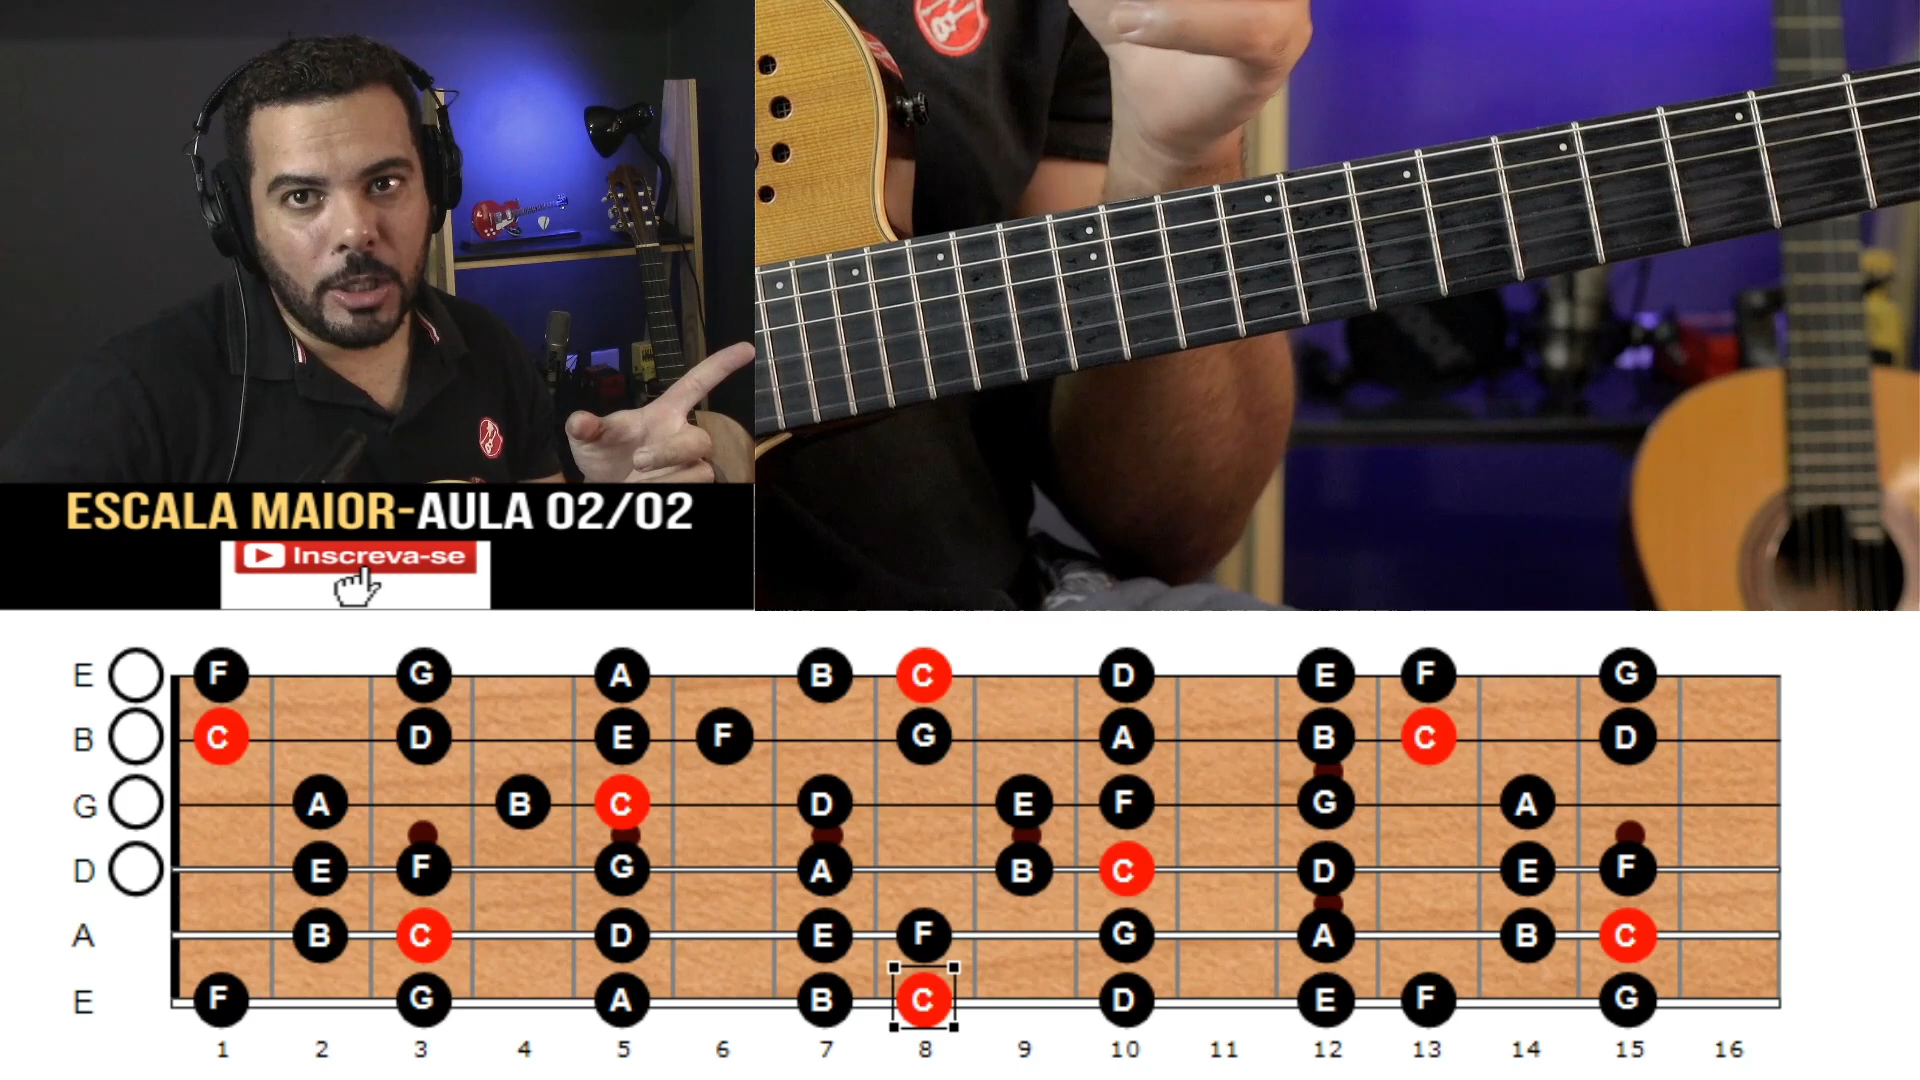 ESCALA MAIOR-AULA 02/02
Inscreva-se
E F G A B C D E F G
B C D E F G A B C D
G A B C D E F G A
D E F G A B C D E F
A B C D E F G A B C
E F G A B C D E F G
1 2 3 4 5 6 7 8 9 10 11 12 13 14 15 16